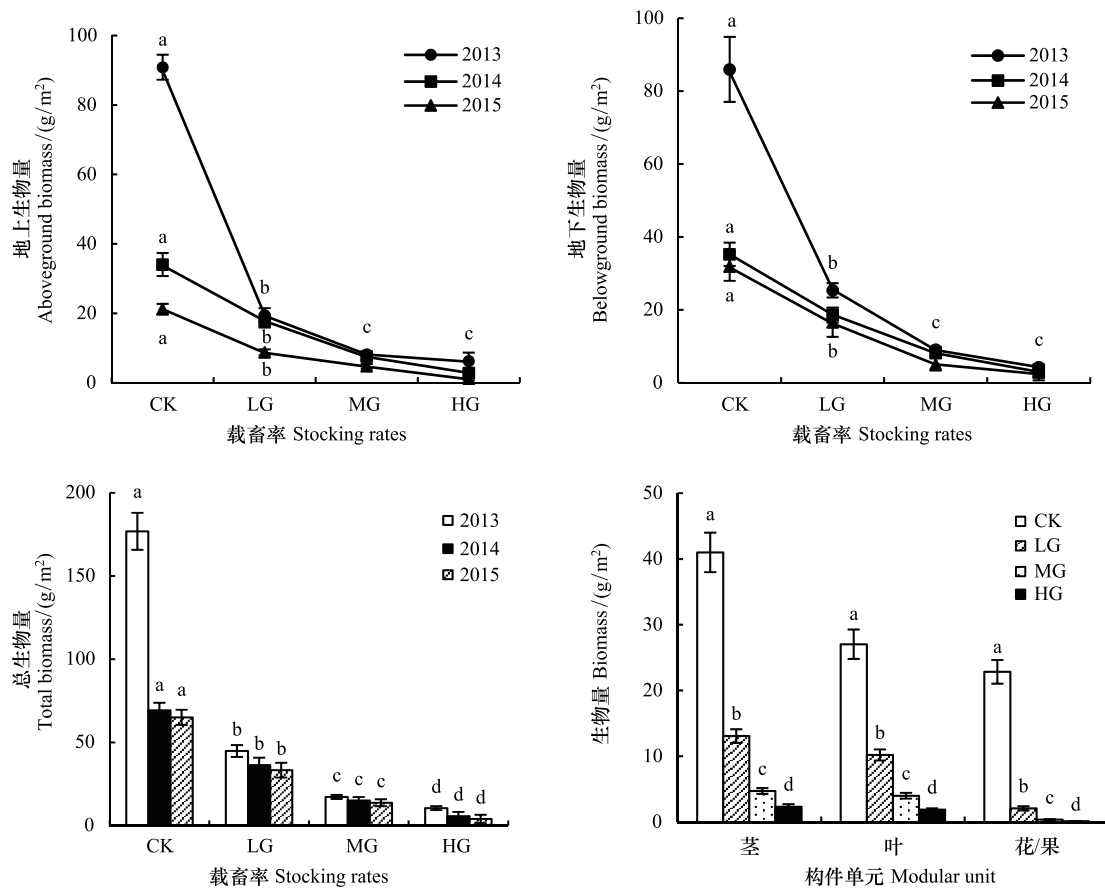 100
80
60
40
20
0
地上生物量
Aboveground biomass/(g/m²)
a
a
a
b
b
b
c
c
2013
2014
2015
CK LG MG HG
载畜率 Stocking rates
100
80
60
40
20
0
地下生物量
Belowground biomass/(g/m²)
a
a
a
b
b
c
c
2013
2014
2015
CK LG MG HG
载畜率 Stocking rates
200
150
100
50
0
总生物量
Total biomass/(g/m²)
a
a a
b b b
c c c
d d d
2013
2014
2015
CK LG MG HG
载畜率 Stocking rates
50
40
30
20
10
0
生物量 Biomass/(g/m²)
a
b
c
d
a
b
c
d
a
b
c
d
CK
LG
MG
HG
茎 叶 花/果
构件单元 Modular unit